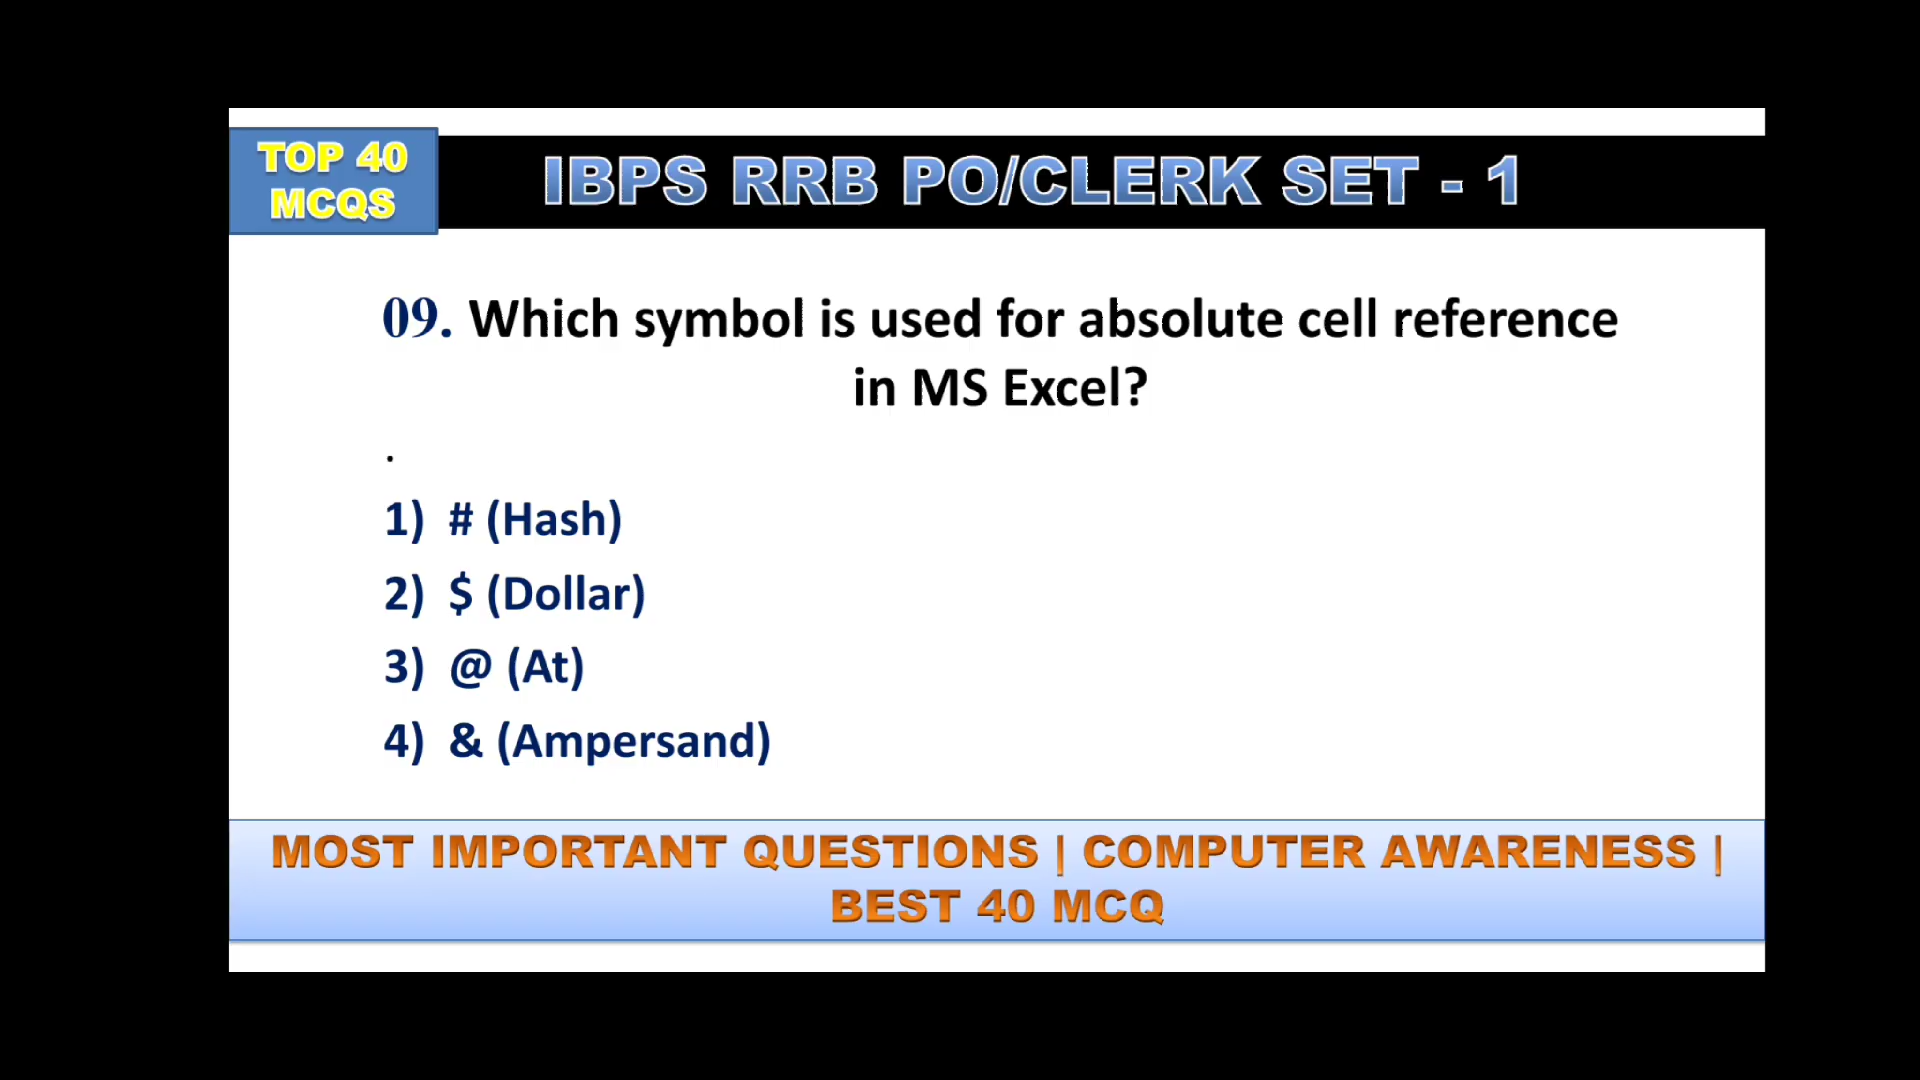 TOP 40
MCQS
IBPS RRB PO/CLERK SET - 1
09. Which symbol is used for absolute cell reference
in MS Excel?
.
1) # (Hash)
2) $ (Dollar)
3) @ (At)
4) & (Ampersand)
MOST IMPORTANT QUESTIONS | COMPUTER AWARENESS |
BEST 40 MCQ